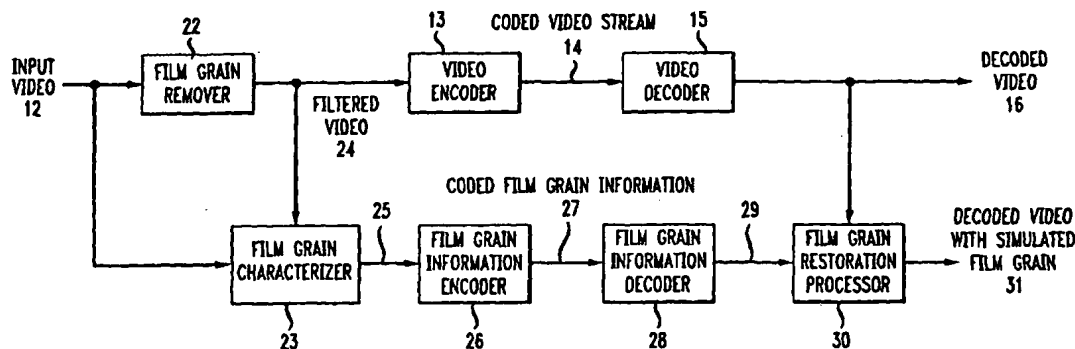 INPUT
VIDEO
12
22
FILM GRAIN
REMOVER
FILTERED
VIDEO
24
13
VIDEO
ENCODER
CODED VIDEO STREAM
14
15
VIDEO
DECODER
DECODED
VIDEO
16
CODED FILM GRAIN INFORMATION
FILM GRAIN
CHARACTERIZER
23
25
FILM GRAIN
INFORMATION
ENCODER
26
27
FILM GRAIN
INFORMATION
DECODER
28
29
FILM GRAIN
RESTORATION
PROCESSOR
30
DECODED VIDEO
WITH SIMULATED
FILM GRAIN
31